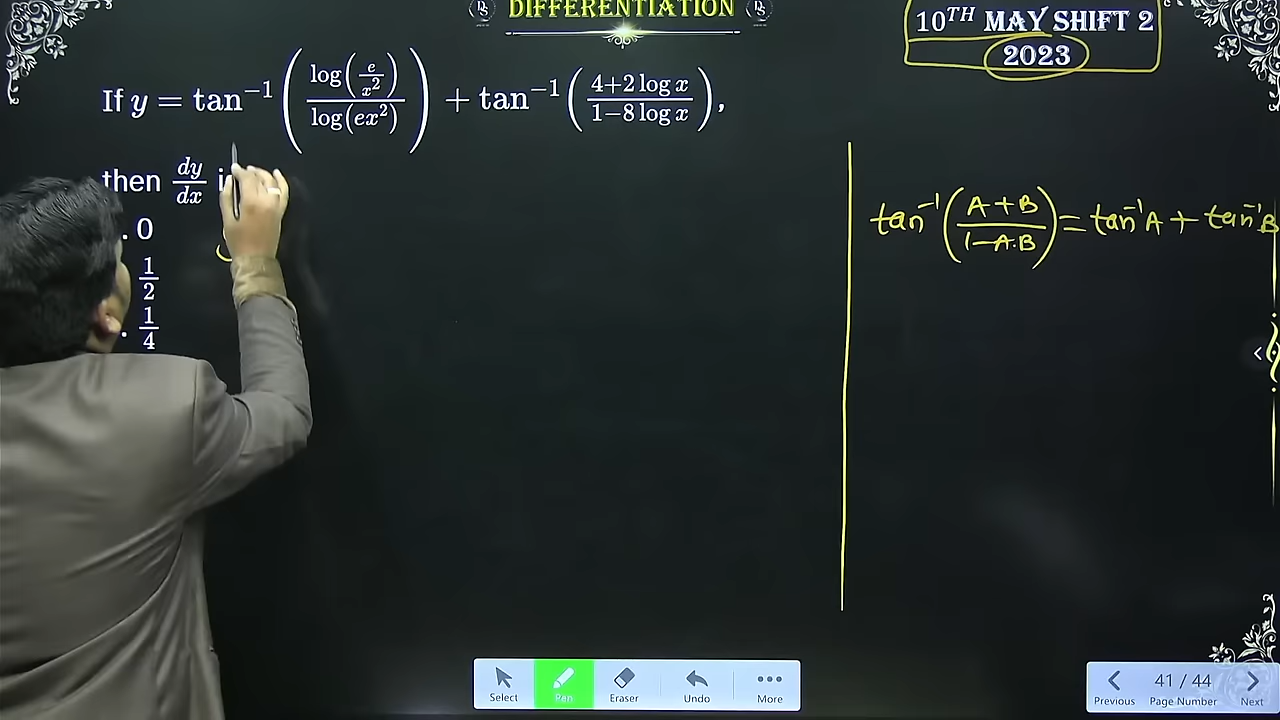 DIFFERENTIATION
10TH MAY SHIFT 2
2023
If y = tan⁻¹ ( log(e/x²) / log(ex²) ) + tan⁻¹ ( 4+2 log x / 1−8 log x ),
then dy/dx
. 0
1/2
. 1/4
tan⁻¹ ( A+B / 1−A.B ) = tan⁻¹A + tan⁻¹B
Select Pen Eraser Undo More
41 / 44
Previous Page Number Next